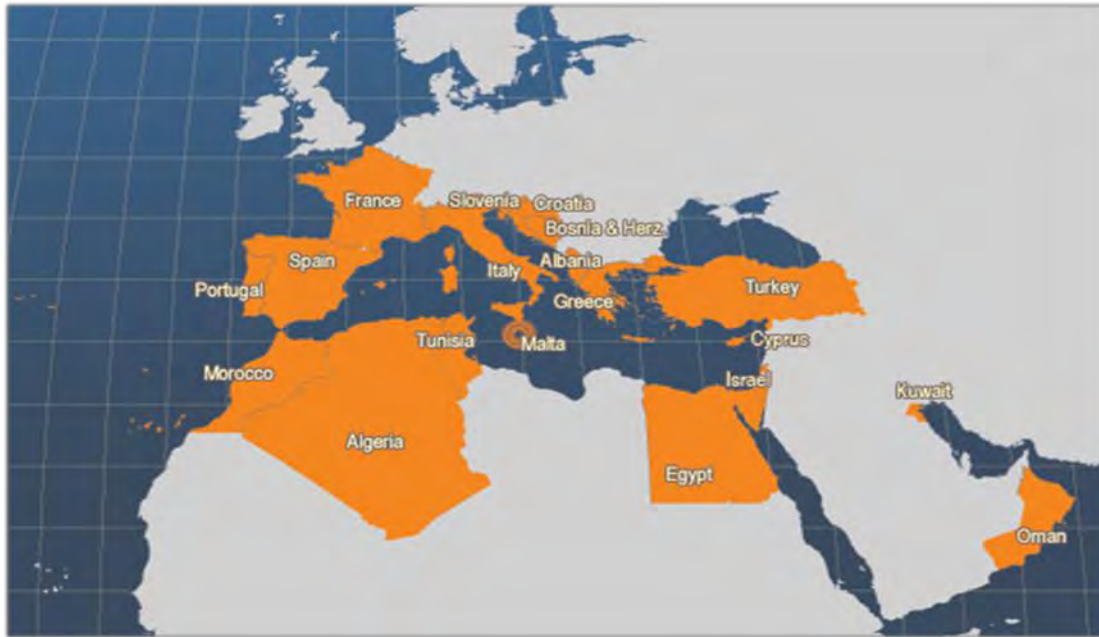 France
Slovenia
Croatia
Bosnia & Herz.
Spain
Italy
Albania
Portugal
Greece
Turkey
Tunisia
Malta
Cyprus
Morocco
Israel
Kuwait
Algeria
Egypt
Oman